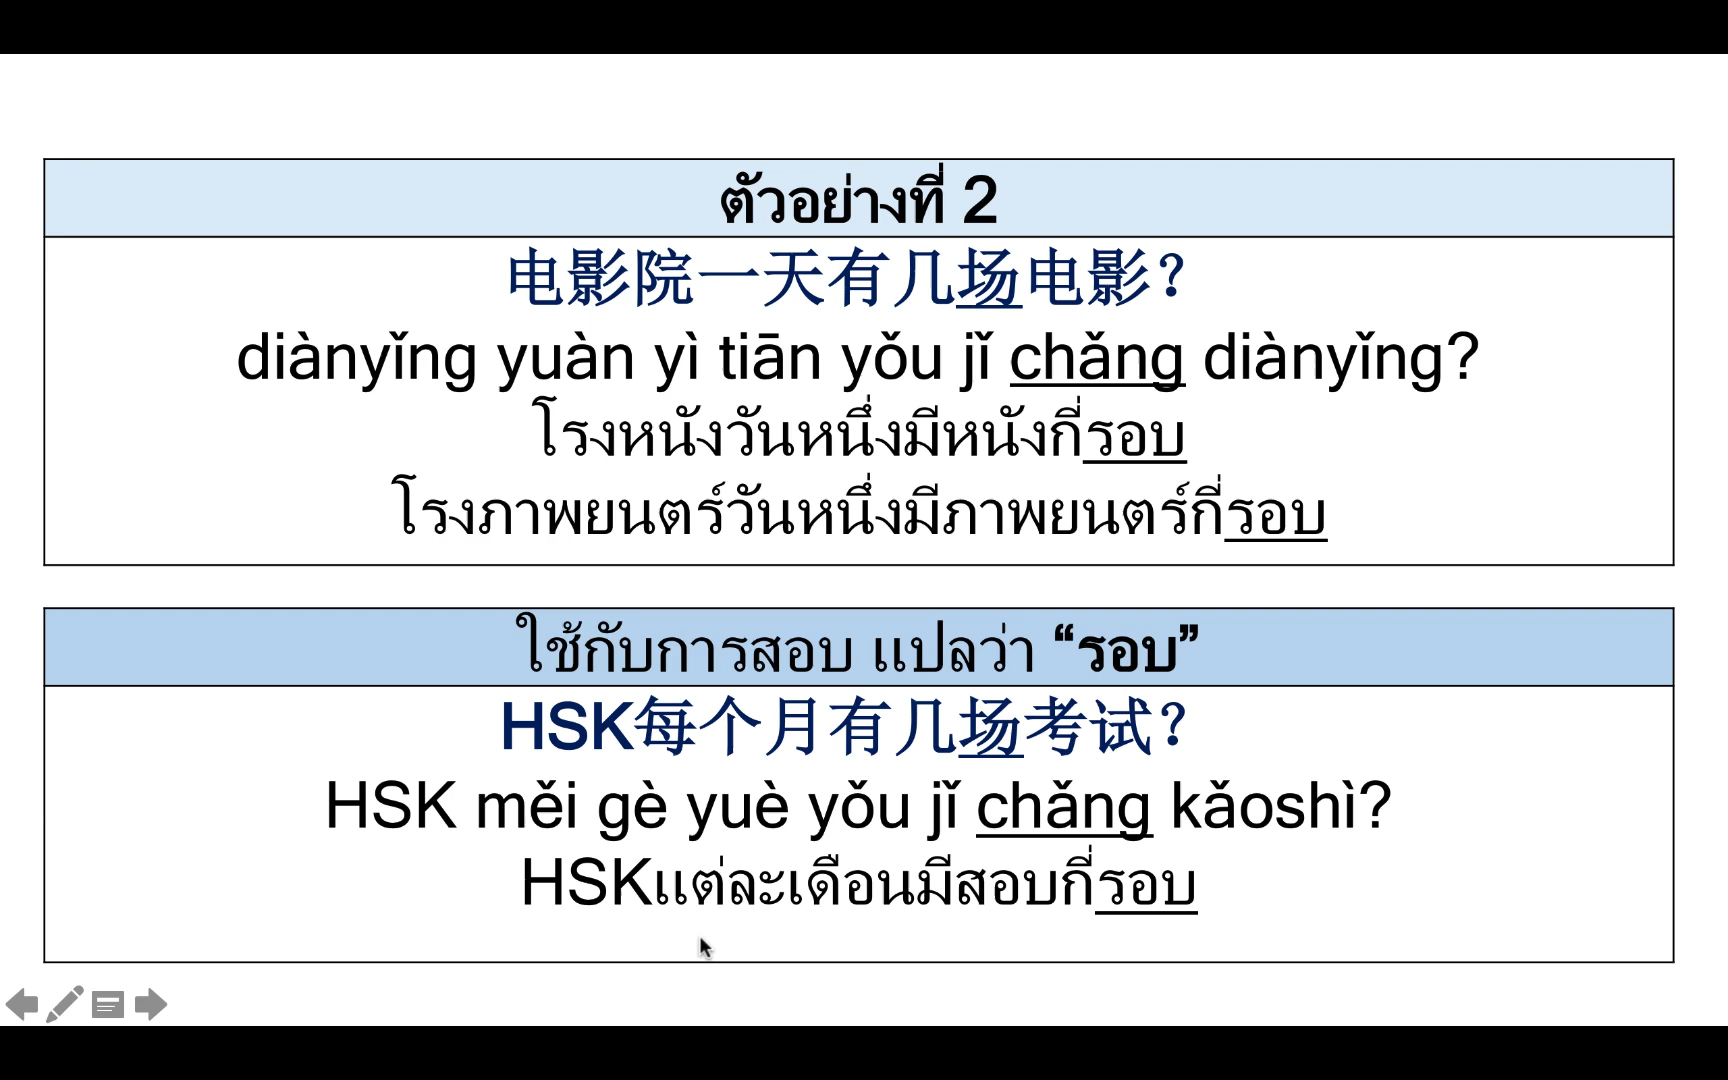 ตัวอย่างที่ 2
电影院一天有几场电影?
diànyǐng yuàn yì tiān yǒu jǐ chǎng diànyǐng?
โรงหนังวันหนึ่งมีหนังกี่รอบ
โรงภาพยนตร์วันหนึ่งมีภาพยนตร์กี่รอบ
ใช้กับการสอบ แปลว่า “รอบ”
HSK每个月有几场考试?
HSK měi gè yuè yǒu jǐ chǎng kǎoshì?
HSKแต่ละเดือนมีสอบกี่รอบ